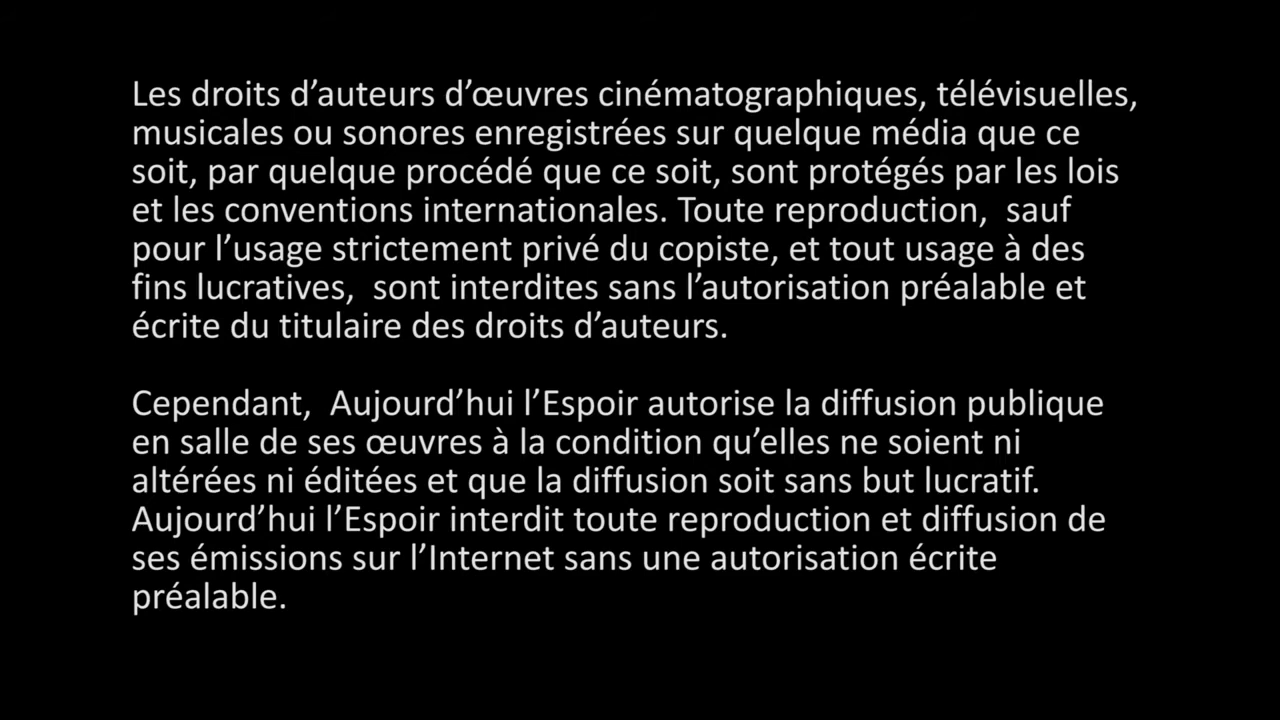 Les droits d’auteurs d’œuvres cinématographiques, télévisuelles,
musicales ou sonores enregistrées sur quelque média que ce
soit, par quelque procédé que ce soit, sont protégés par les lois
et les conventions internationales. Toute reproduction,  sauf
pour l’usage strictement privé du copiste, et tout usage à des
fins lucratives,  sont interdites sans l’autorisation préalable et
écrite du titulaire des droits d’auteurs.

Cependant,  Aujourd’hui l’Espoir autorise la diffusion publique
en salle de ses œuvres à la condition qu’elles ne soient ni
altérées ni éditées et que la diffusion soit sans but lucratif.
Aujourd’hui l’Espoir interdit toute reproduction et diffusion de
ses émissions sur l’Internet sans une autorisation écrite
préalable.